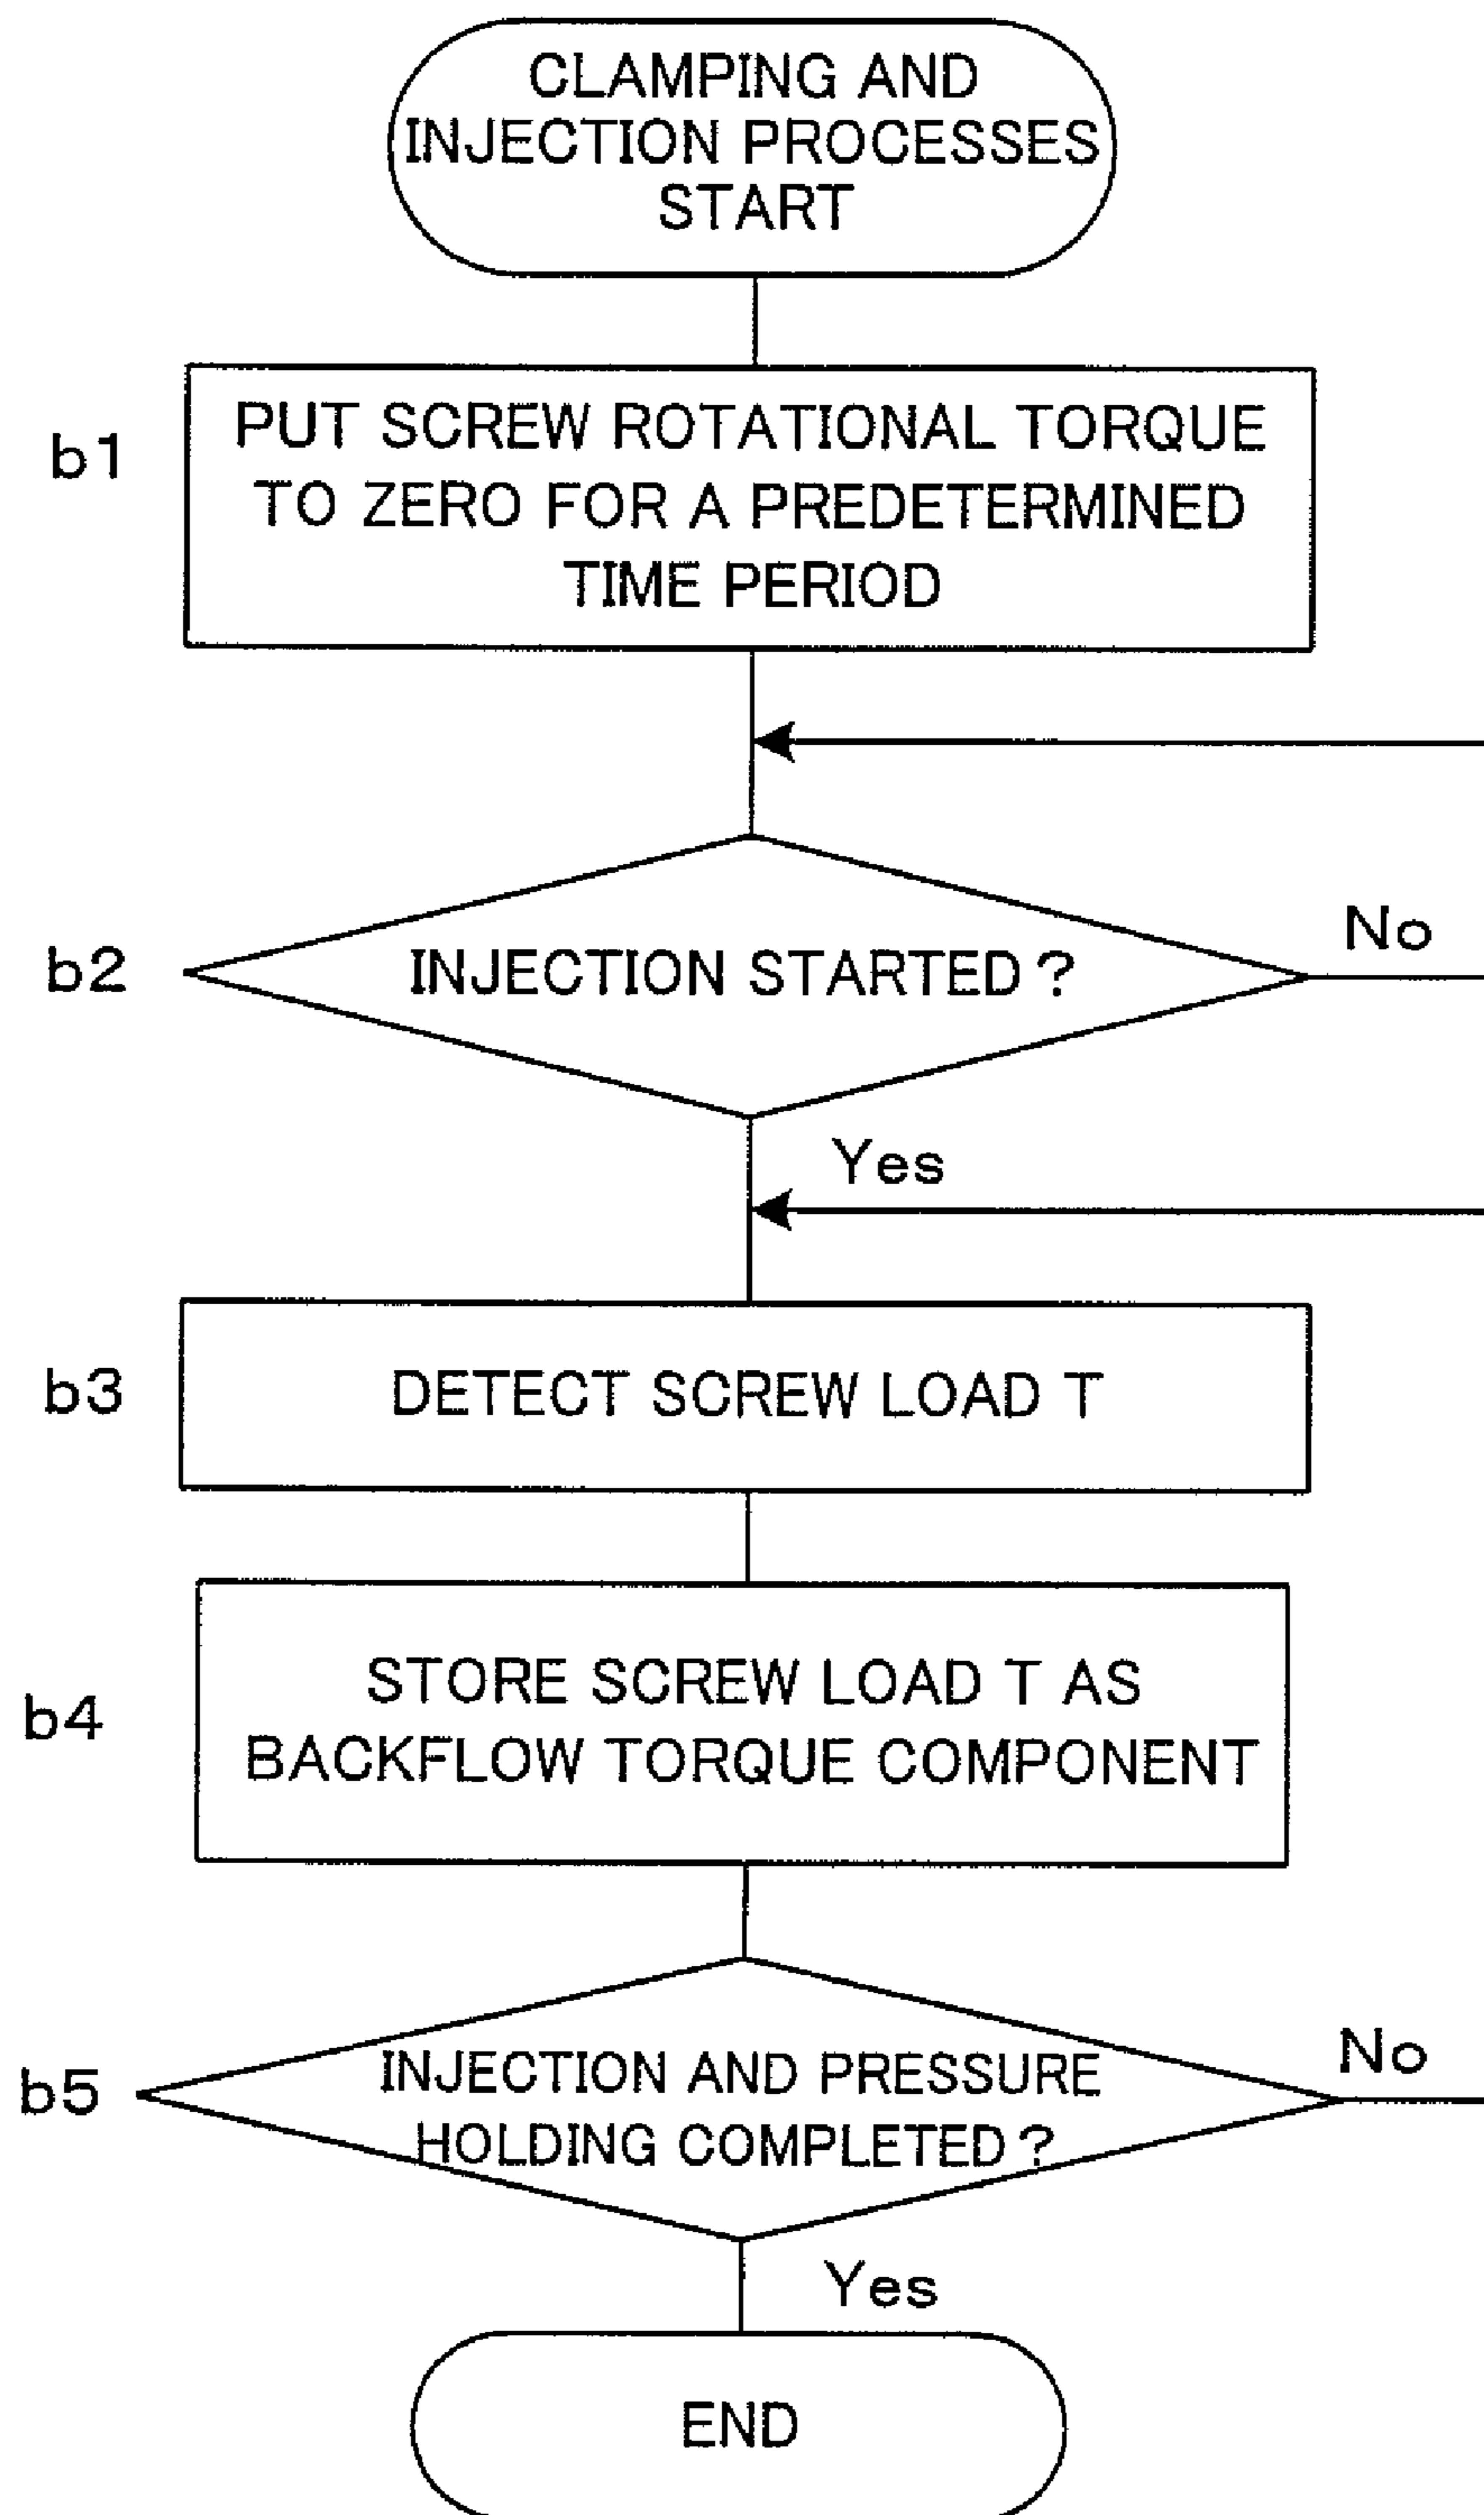 CLAMPING AND
INJECTION PROCESSES
START
b1
PUT SCREW ROTATIONAL TORQUE
TO ZERO FOR A PREDETERMINED
TIME PERIOD
b2
INJECTION STARTED ?
No
Yes
b3
DETECT SCREW LOAD T
b4
STORE SCREW LOAD T AS
BACKFLOW TORQUE COMPONENT
b5
INJECTION AND PRESSURE
HOLDING COMPLETED ?
No
Yes
END